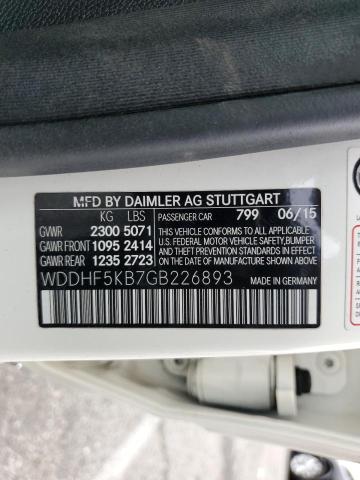 MFD BY DAIMLER AG STUTTGART
KG LBS PASSENGER CAR 799 06/15
GVWR 2300 5071
GAWR FRONT 1095 2414
GAWR REAR 1235 2723
THIS VEHICLE CONFORMS TO ALL APPLICABLE
U.S. FEDERAL MOTOR VEHICLE SAFETY, BUMPER,
AND THEFT PREVENTION STANDARDS IN EFFECT
ON THE DATE OF MANUFACTURE SHOWN ABOVE.
WDDHF5KB7GB226893
MADE IN GERMANY